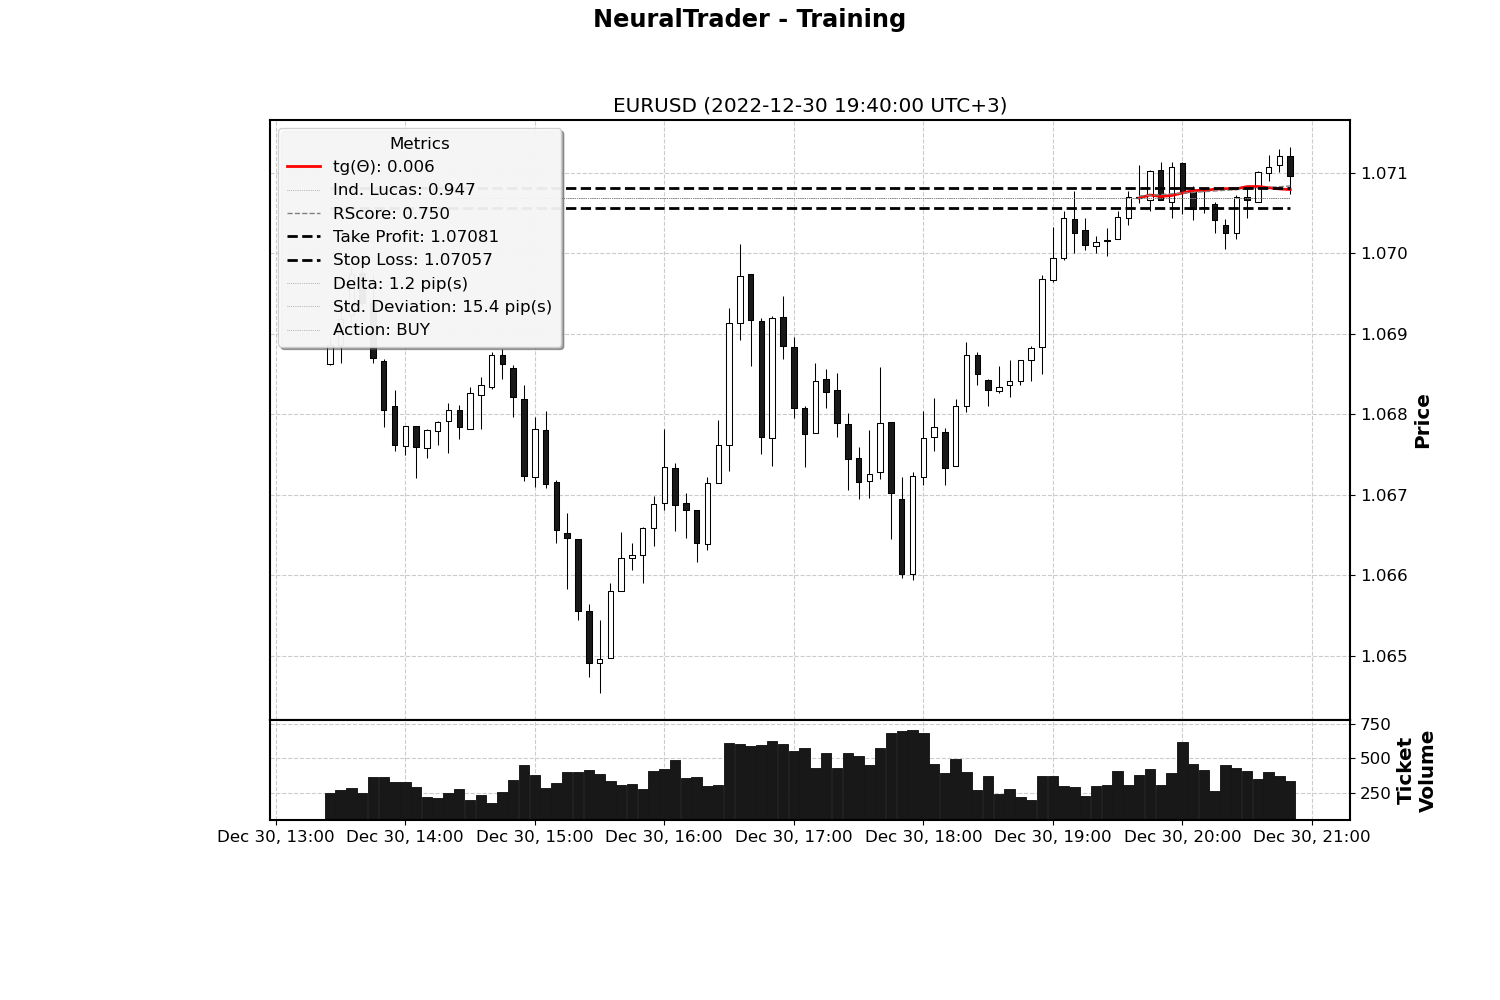 NeuralTrader - Training
EURUSD (2022-12-30 19:40:00 UTC+3)
Metrics
tg(Θ): 0.006
Ind. Lucas: 0.947
RScore: 0.750
Take Profit: 1.07081
Stop Loss: 1.07057
Delta: 1.2 pip(s)
Std. Deviation: 15.4 pip(s)
Action: BUY
1.071
1.070
1.069
1.068
1.067
1.066
1.065
Price
750
500
250
Ticket
Volume
Dec 30, 13:00 Dec 30, 14:00 Dec 30, 15:00 Dec 30, 16:00 Dec 30, 17:00 Dec 30, 18:00 Dec 30, 19:00 Dec 30, 20:00 Dec 30, 21:00